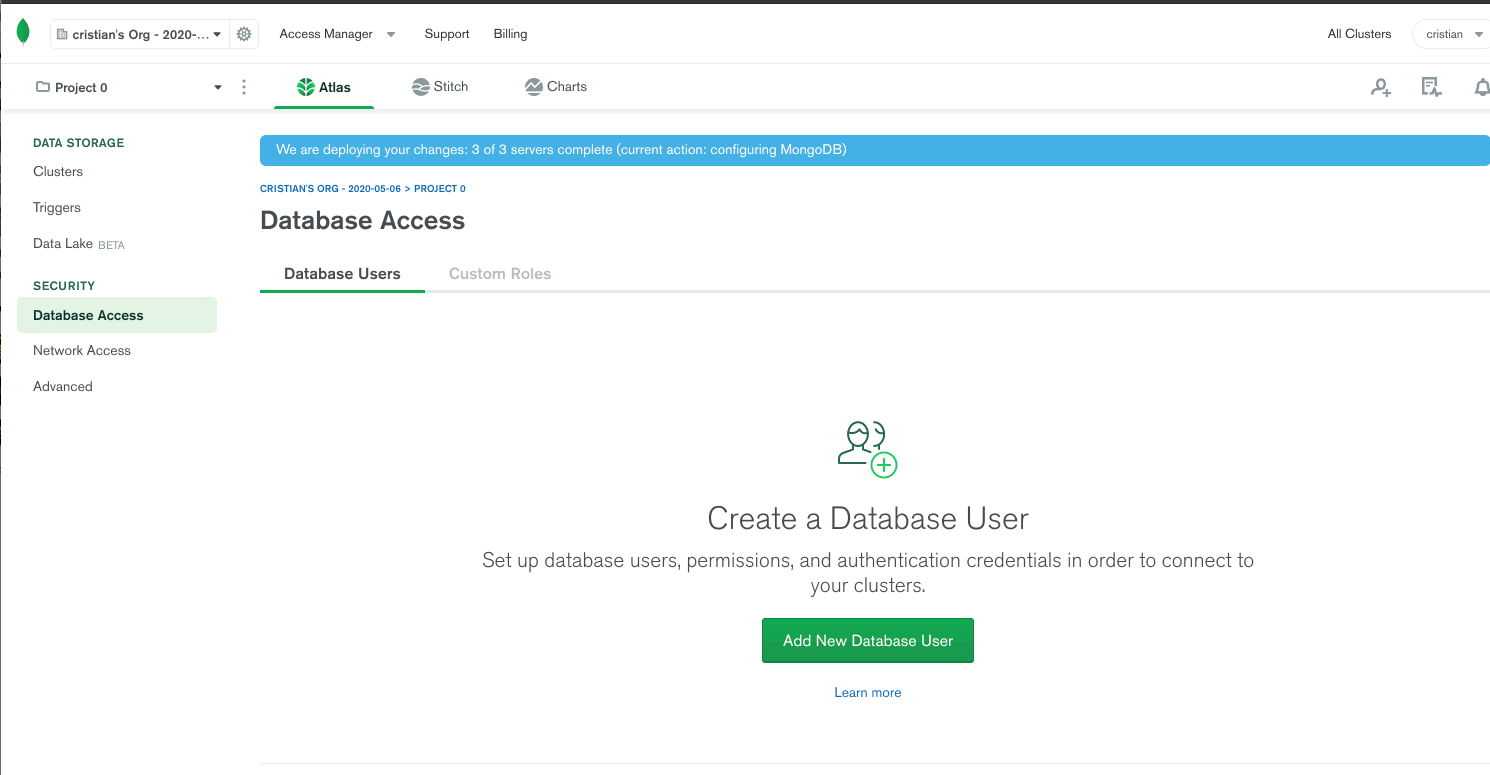 cristian's Org - 2020-...
Access Manager
Support
Billing
All Clusters
cristian
Project 0
Atlas
Stitch
Charts
DATA STORAGE
Clusters
Triggers
Data Lake BETA
SECURITY
Database Access
Network Access
Advanced
We are deploying your changes: 3 of 3 servers complete (current action: configuring MongoDB)
CRISTIAN'S ORG - 2020-05-06 > PROJECT 0
Database Access
Database Users
Custom Roles
Create a Database User
Set up database users, permissions, and authentication credentials in order to connect to
your clusters.
Add New Database User
Learn more